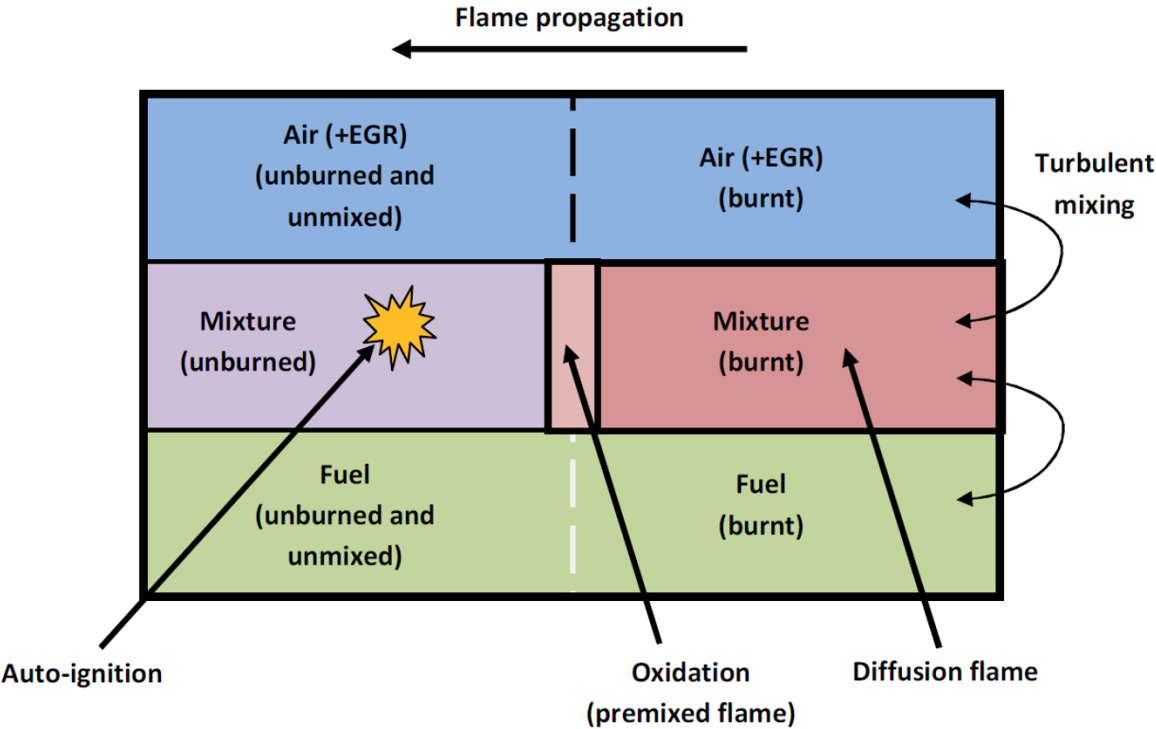 Flame propagation
Air (+EGR)
(unburned and
unmixed)
Air (+EGR)
(burnt)
Turbulent
mixing
Mixture
(unburned)
Mixture
(burnt)
Fuel
(unburned and
unmixed)
Fuel
(burnt)
Auto-ignition
Oxidation
(premixed flame)
Diffusion flame